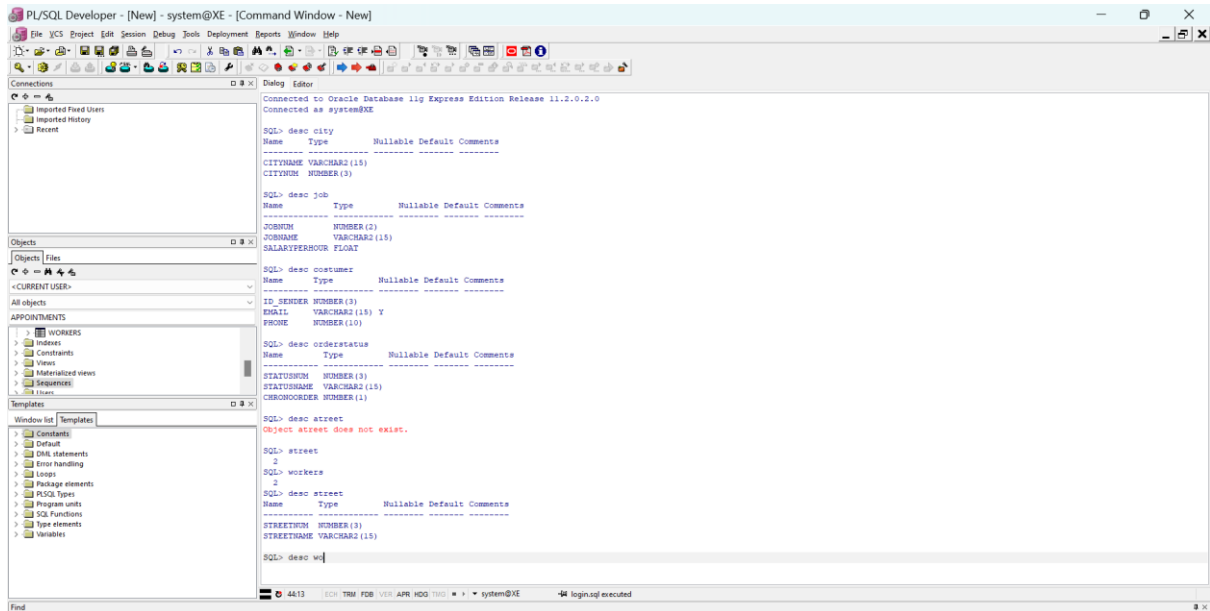 PL/SQL Developer - [New] - system@XE - [Command Window - New]
File VCS Project Edit Session Debug Tools Deployment Reports Window Help
Connections
Imported Fixed Users
Imported History
Recent
Objects
Objects Files
<CURRENT USER>
All objects
APPOINTMENTS
WORKERS
Indexes
Constraints
Views
Materialized views
Sequences
Users
Templates
Window list Templates
Constants
Default
DML statements
Error handling
Loops
Package elements
PLSQL Types
Program units
SQL Functions
Type elements
Variables
Dialog Editor
Connected to Oracle Database 11g Express Edition Release 11.2.0.2.0
Connected as system@XE
SQL> desc city
Name     Type         Nullable Default Comments
-------- ------------ -------- ------- --------
CITYNAME VARCHAR2(15)
CITYNUM  NUMBER(3)
SQL> desc job
Name          Type         Nullable Default Comments
------------- ------------ -------- ------- --------
JOBNUM        NUMBER(2)
JOBNAME       VARCHAR2(15)
SALARYPERHOUR FLOAT
SQL> desc costumer
Name      Type         Nullable Default Comments
--------- ------------ -------- ------- --------
ID_SENDER NUMBER(3)
EMAIL     VARCHAR2(15) Y
PHONE     NUMBER(10)
SQL> desc orderstatus
Name        Type         Nullable Default Comments
----------- ------------ -------- ------- --------
STATUSNUM   NUMBER(3)
STATUSNAME  VARCHAR2(15)
CHRONOORDER NUMBER(1)
SQL> desc atreet
Object atreet does not exist.
SQL> street
2
SQL> workers
2
SQL> desc street
Name       Type         Nullable Default Comments
---------- ------------ -------- ------- --------
STREETNUM  NUMBER(3)
STREETNAME VARCHAR2(15)
SQL> desc wo
44:13 ECH TRM FDB VER APR HDG TMG system@XE login.sql executed
Find